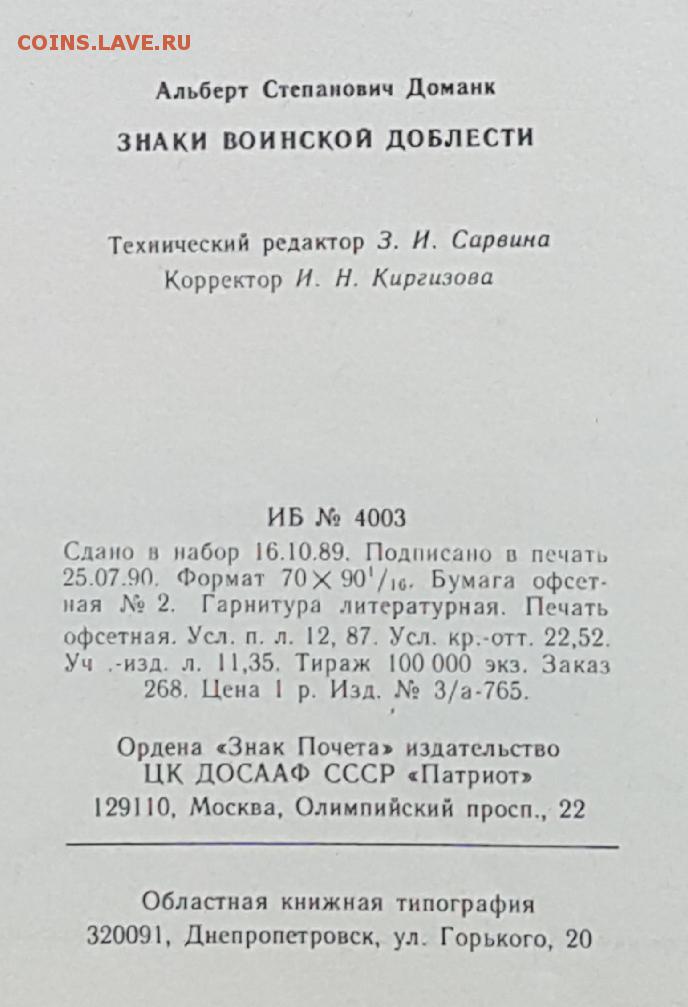 COINS.LAVE.RU
Альберт Степанович Доманк
ЗНАКИ ВОИНСКОЙ ДОБЛЕСТИ
Технический редактор З. И. Сарвина
Корректор И. Н. Киргизова
ИБ № 4003
Сдано в набор 16.10.89. Подписано в печать
25.07.90. Формат 70×90¹/₁₆. Бумага офсет-
ная № 2. Гарнитура литературная. Печать
офсетная. Усл. п. л. 12, 87. Усл. кр.-отт. 22,52.
Уч .-изд. л. 11,35. Тираж 100 000 экз. Заказ
268. Цена 1 р. Изд. № 3/а-765.
Ордена «Знак Почета» издательство
ЦК ДОСААФ СССР «Патриот»
129110, Москва, Олимпийский просп., 22
Областная книжная типография
320091, Днепропетровск, ул. Горького, 20